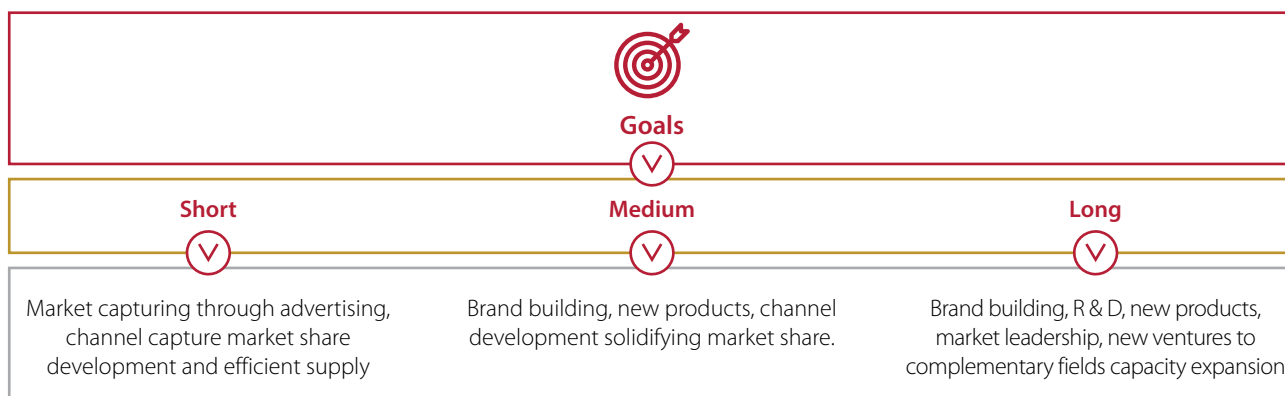 Goals
Short
Medium
Long
Market capturing through advertising,
channel capture market share
development and efficient supply
Brand building, new products, channel
development solidifying market share.
Brand building, R & D, new products,
market leadership, new ventures to
complementary fields capacity expansion